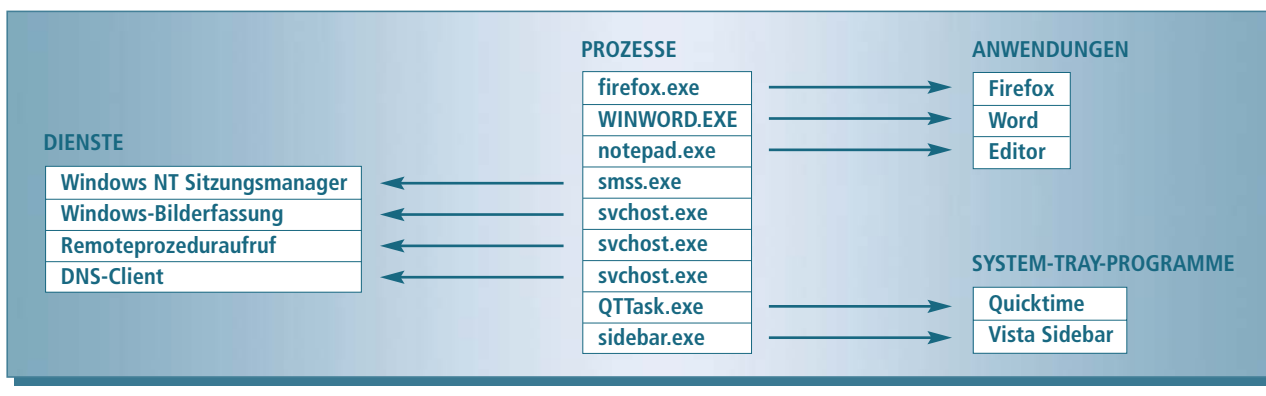 DIENSTE
Windows NT Sitzungsmanager
Windows-Bilderfassung
Remoteprozeduraufruf
DNS-Client
PROZESSE
firefox.exe
WINWORD.EXE
notepad.exe
smss.exe
svchost.exe
svchost.exe
svchost.exe
QTTask.exe
sidebar.exe
ANWENDUNGEN
Firefox
Word
Editor
SYSTEM-TRAY-PROGRAMME
Quicktime
Vista Sidebar